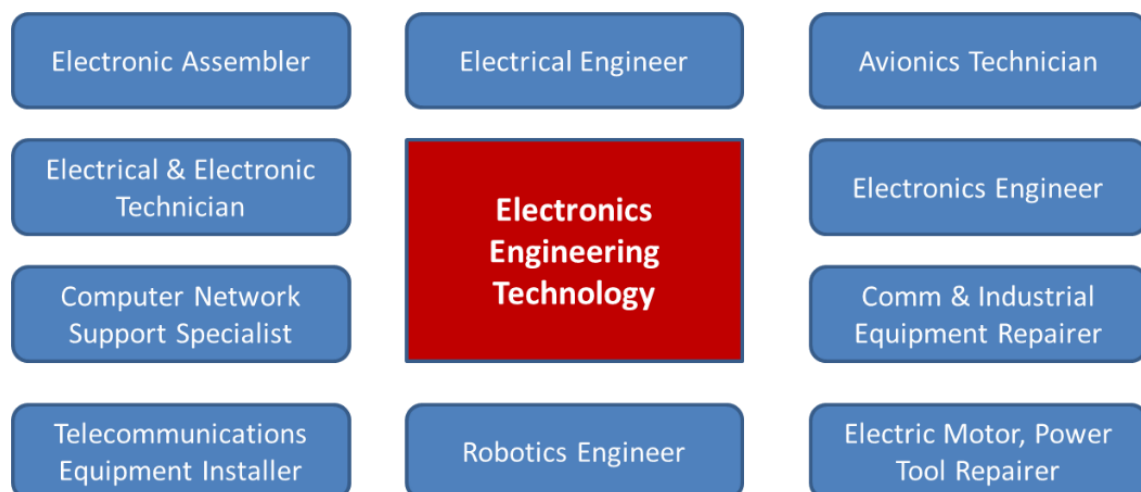 Electronic Assembler
Electrical Engineer
Avionics Technician
Electrical & Electronic
Technician
Electronics
Engineering
Technology
Electronics Engineer
Computer Network
Support Specialist
Comm & Industrial
Equipment Repairer
Telecommunications
Equipment Installer
Robotics Engineer
Electric Motor, Power
Tool Repairer